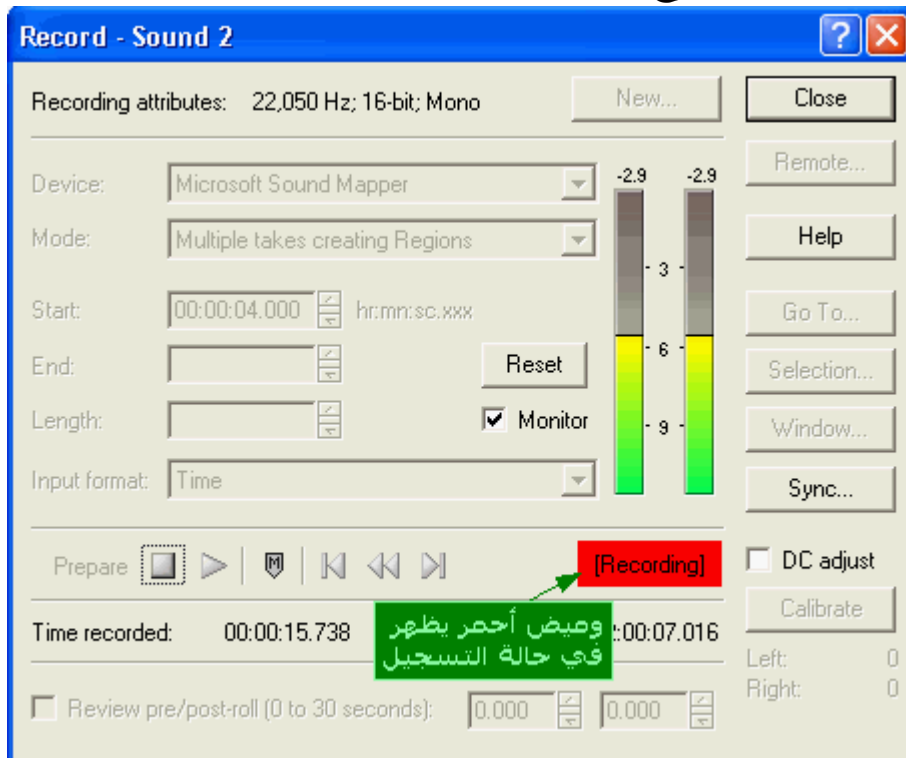 Record - Sound 2
Recording attributes: 22,050 Hz; 16-bit; Mono New... Close
Remote...
Device: Microsoft Sound Mapper -2.9 -2.9
Mode: Multiple takes creating Regions Help
- 3 -
Start: 00:00:04.000 hr:mn:sc.xxx Go To...
End: Reset - 6 - Selection...
Length: Monitor - 9 - Window...
Input format: Time Sync...
Prepare M [Recording] DC adjust
Calibrate
Time recorded: 00:00:15.738 :00:07.016
وميض أحمر يظهر
في حالة التسجيل
Left: 0
Right: 0
Review pre/post-roll (0 to 30 seconds): 0.000 0.000